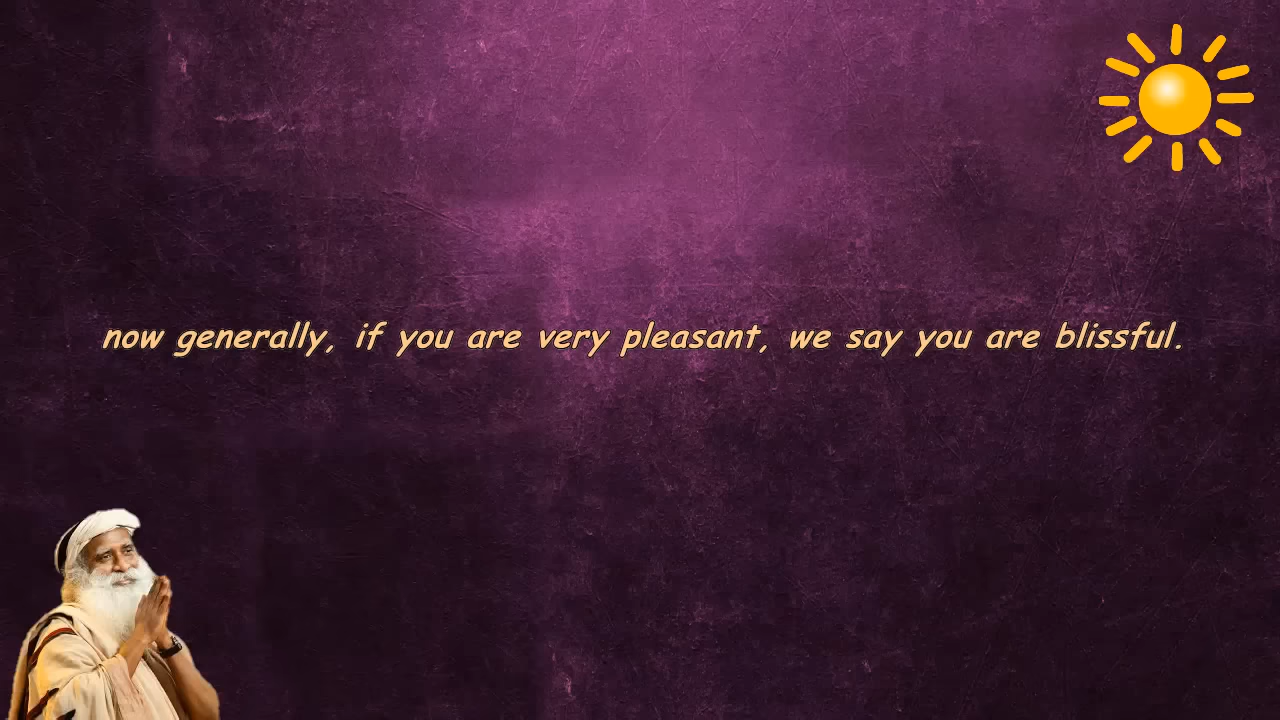 now generally, if you are very pleasant, we say you are blissful.